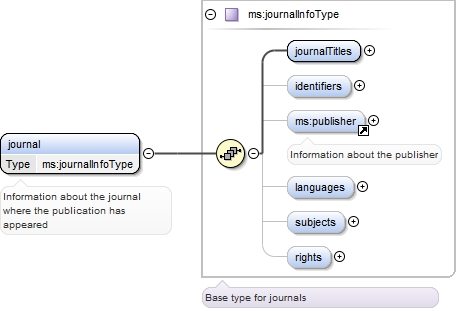 ms:journalInfoType
journalTitles
identifiers
ms:publisher
Information about the publisher
journal
Type ms:journalInfoType
Information about the journal
where the publication has
appeared
languages
subjects
rights
Base type for journals